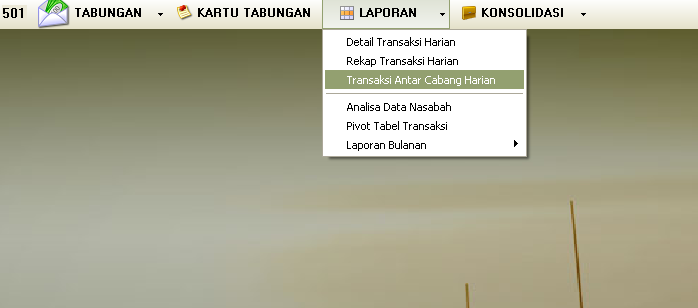 501 TABUNGAN KARTU TABUNGAN LAPORAN KONSOLIDASI
Detail Transaksi Harian
Rekap Transaksi Harian
Transaksi Antar Cabang Harian
Analisa Data Nasabah
Pivot Tabel Transaksi
Laporan Bulanan